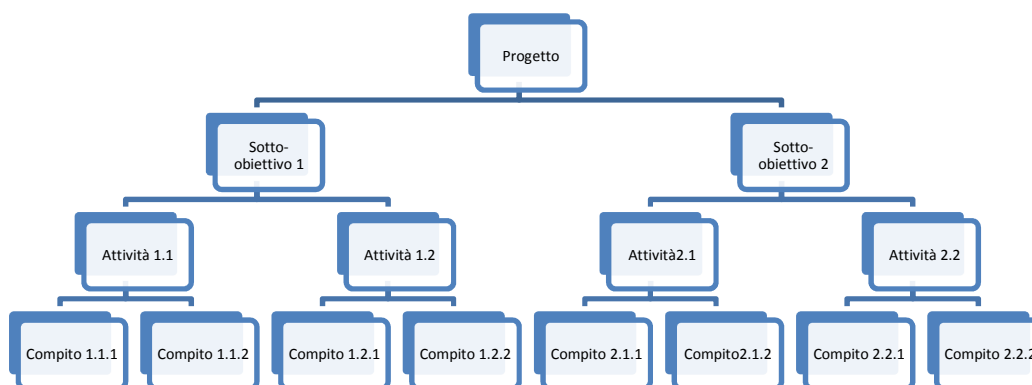 Progetto
Sotto-
obiettivo 1
Sotto-
obiettivo 2
Attività 1.1
Attività 1.2
Attività2.1
Attività 2.2
Compito 1.1.1
Compito 1.1.2
Compito 1.2.1
Compito 1.2.2
Compito 2.1.1
Compito2.1.2
Compito 2.2.1
Compito 2.2.2